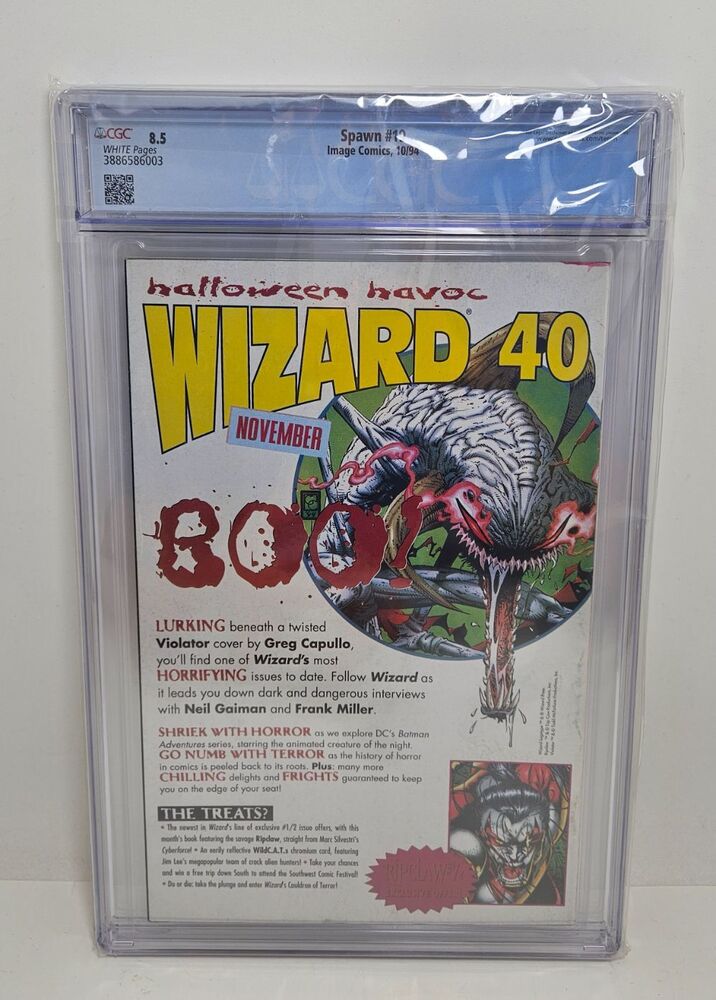 CGC 8.5
WHITE Pages
3886586003
Spawn #19
Image Comics, 10/94
halloween havoc
WIZARD® 40
NOVEMBER
BOO!
LURKING beneath a twisted
Violator cover by Greg Capullo,
you'll find one of Wizard's most
HORRIFYING issues to date. Follow Wizard as
it leads you down dark and dangerous interviews
with Neil Gaiman and Frank Miller.
SHRIEK WITH HORROR as we explore DC's Batman
Adventures series, starring the animated creature of the night.
GO NUMB WITH TERROR as the history of horror
in comics is peeled back to its roots. Plus: many more
CHILLING delights and FRIGHTS guaranteed to keep
you on the edge of your seat!
THE TREATS?
• The newest in Wizard's line of exclusive #1/2 issue offers, with this
month's book featuring the savage Ripclaw, straight from Marc Silvestri's
Cyberforce! • An eerily reflective WildC.A.T.s chromium card, featuring
Jim Lee's megapopular team of crack alien hunters! • Take your chances
and win a free trip down South to attend the Southwest Comic Festival!
• Do or die: take the plunge and enter Wizard's Cauldron of Terror!
RIPCLAW #1/2
EXCLUSIVE OFFER